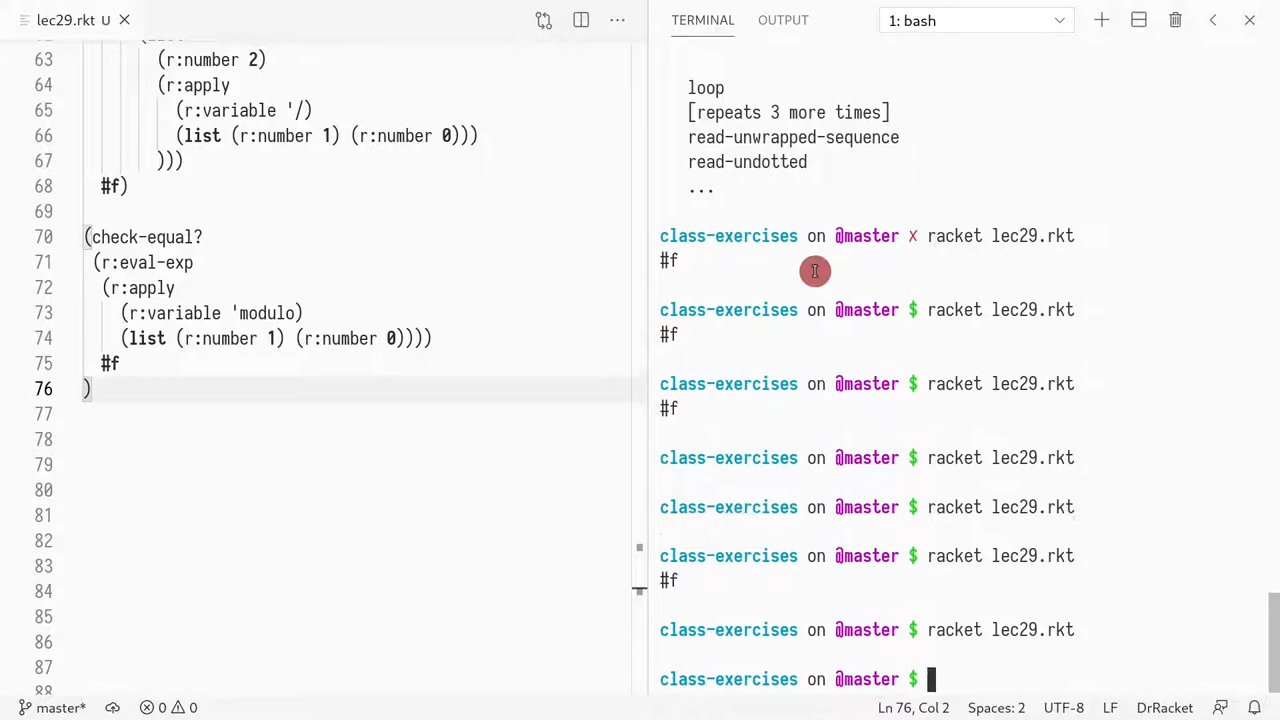 lec29.rkt U
TERMINAL OUTPUT 1: bash
63 (r:number 2)
64 (r:apply
65 (r:variable '/)
66 (list (r:number 1) (r:number 0)))
67 )))
68 #f)
69
70 (check-equal?
71 (r:eval-exp
72 (r:apply
73 (r:variable 'modulo)
74 (list (r:number 1) (r:number 0))))
75 #f
76 )
77
78
79
80
81
82
83
84
85
86
87
88
loop
[repeats 3 more times]
read-unwrapped-sequence
read-undotted
...
class-exercises on @master ✗ racket lec29.rkt
#f
class-exercises on @master $ racket lec29.rkt
#f
class-exercises on @master $ racket lec29.rkt
#f
class-exercises on @master $ racket lec29.rkt
class-exercises on @master $ racket lec29.rkt
class-exercises on @master $ racket lec29.rkt
#f
class-exercises on @master $ racket lec29.rkt
class-exercises on @master $
master* 0 0 Ln 76, Col 2 Spaces: 2 UTF-8 LF DrRacket